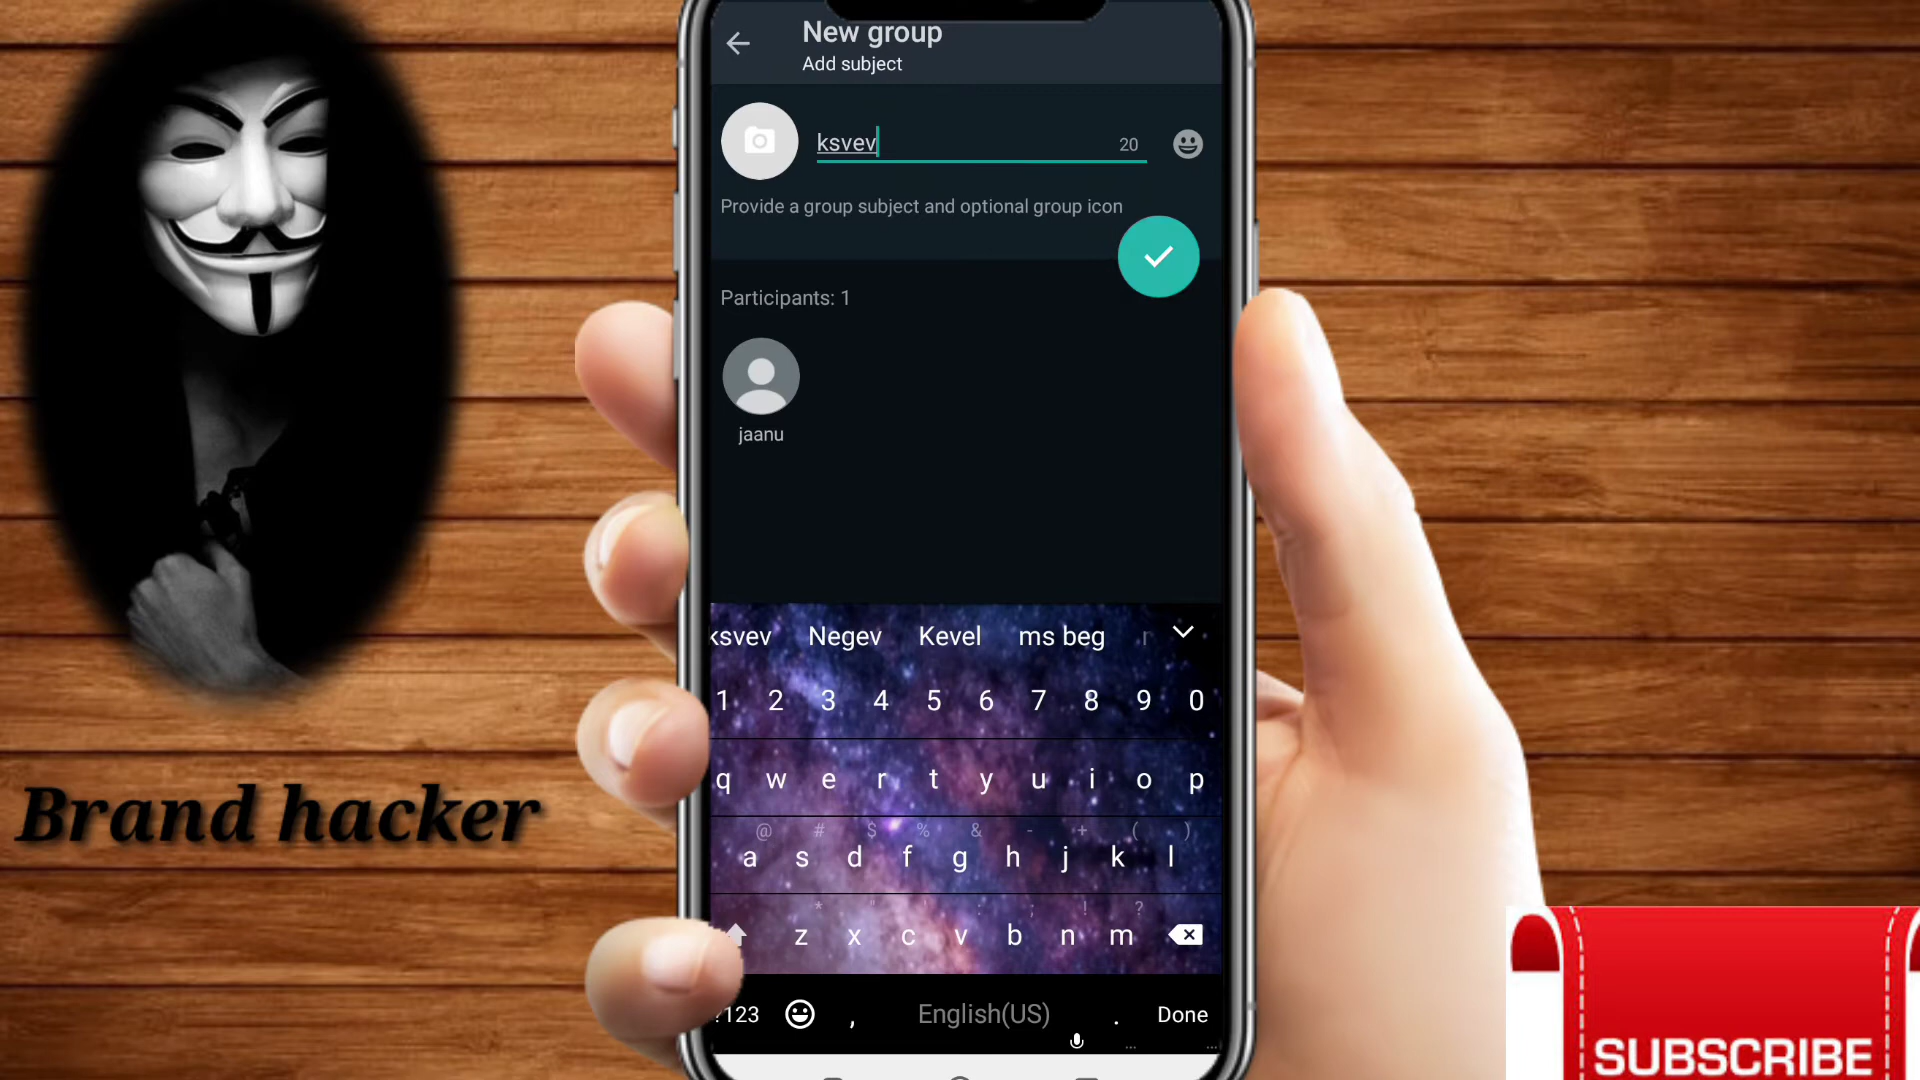 New group
Add subject
ksvev
20
Provide a group subject and optional group icon
Participants: 1
jaanu
ksvev Negev Kevel ms beg
1 2 3 4 5 6 7 8 9 0
q w e r t y u i o p
@ # $ % & - + ( )
a s d f g h j k l
* " ' : ; ! ?
z x c v b n m
?123 , English(US) . Done
Brand hacker
SUBSCRIBE